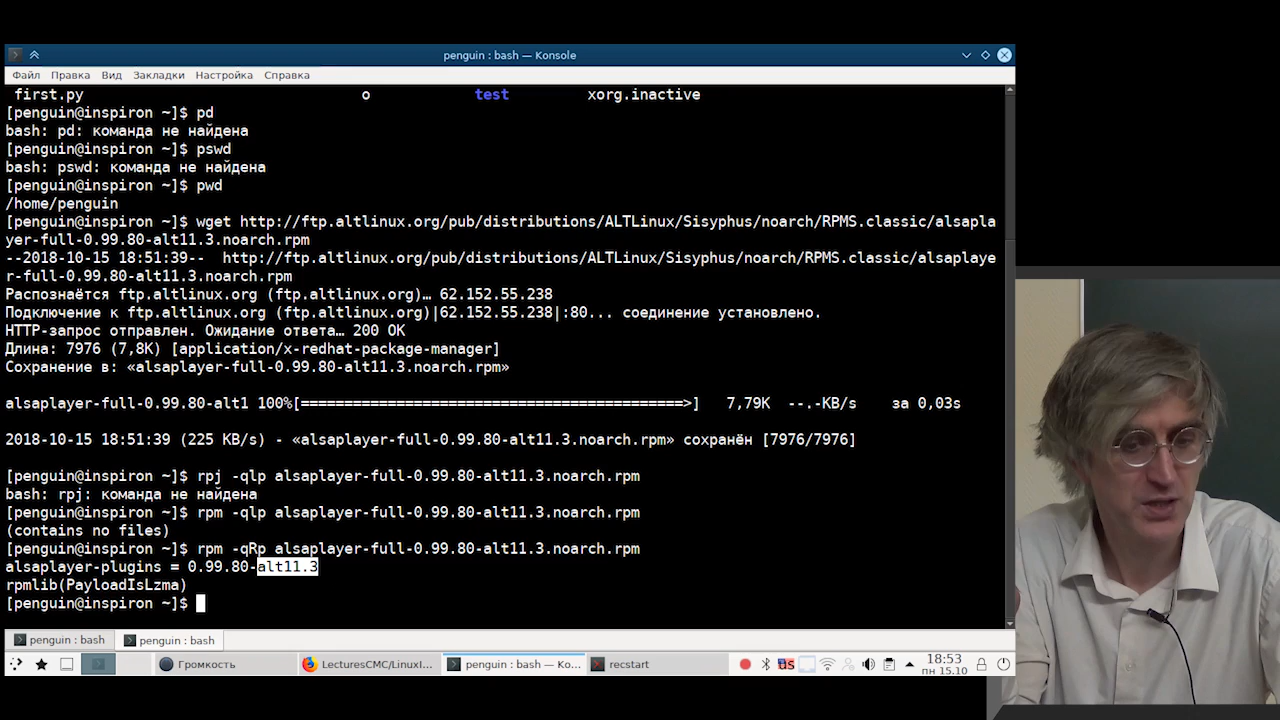 penguin : bash — Konsole
Файл Правка Вид Закладки Настройка Справка
first.py o test xorg.inactive
[penguin@inspiron ~]$ pd
bash: pd: команда не найдена
[penguin@inspiron ~]$ pswd
bash: pswd: команда не найдена
[penguin@inspiron ~]$ pwd
/home/penguin
[penguin@inspiron ~]$ wget http://ftp.altlinux.org/pub/distributions/ALTLinux/Sisyphus/noarch/RPMS.classic/alsapla
yer-full-0.99.80-alt11.3.noarch.rpm
--2018-10-15 18:51:39--  http://ftp.altlinux.org/pub/distributions/ALTLinux/Sisyphus/noarch/RPMS.classic/alsaplaye
r-full-0.99.80-alt11.3.noarch.rpm
Распознаётся ftp.altlinux.org (ftp.altlinux.org)… 62.152.55.238
Подключение к ftp.altlinux.org (ftp.altlinux.org)|62.152.55.238|:80... соединение установлено.
HTTP-запрос отправлен. Ожидание ответа… 200 OK
Длина: 7976 (7,8K) [application/x-redhat-package-manager]
Сохранение в: «alsaplayer-full-0.99.80-alt11.3.noarch.rpm»
alsaplayer-full-0.99.80-alt1 100%[===========================================>] 7,79K --.-KB/s за 0,03s
2018-10-15 18:51:39 (225 KB/s) - «alsaplayer-full-0.99.80-alt11.3.noarch.rpm» сохранён [7976/7976]
[penguin@inspiron ~]$ rpj -qlp alsaplayer-full-0.99.80-alt11.3.noarch.rpm
bash: rpj: команда не найдена
[penguin@inspiron ~]$ rpm -qlp alsaplayer-full-0.99.80-alt11.3.noarch.rpm
(contains no files)
[penguin@inspiron ~]$ rpm -qRp alsaplayer-full-0.99.80-alt11.3.noarch.rpm
alsaplayer-plugins = 0.99.80-alt11.3
rpmlib(PayloadIsLzma)
[penguin@inspiron ~]$
penguin : bash penguin : bash
Громкость LecturesCMC/LinuxI... penguin : bash — Ko... recstart us 18:53
пн 15.10